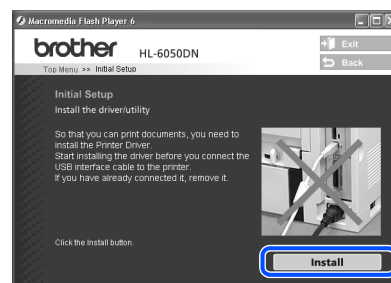 Macromedia Flash Player 6
brother
HL-6050DN
Exit
Back
Top Menu »» Initial Setup
Initial Setup
Install the driver/utility
So that you can print documents, you need to
install the Printer Driver.
Start installing the driver before you connect the
USB interface cable to the printer.
If you have already connected it, remove it.
Click the Install button.
Install